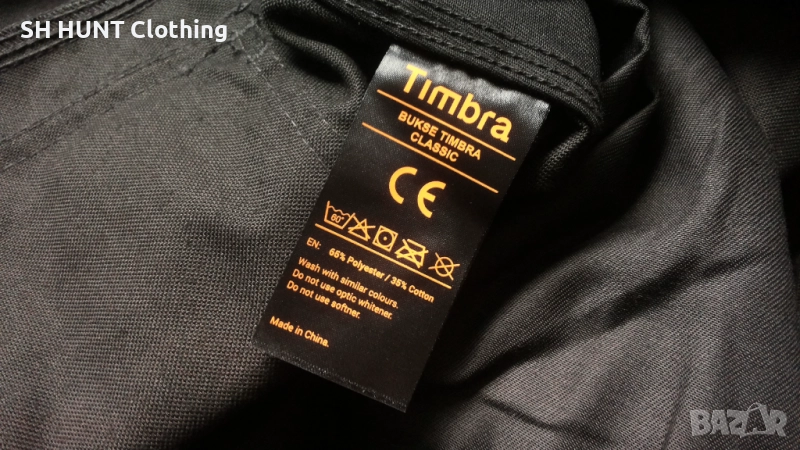 SH HUNT Clothing
Timbra
BUKSE TIMBRA
CLASSIC
CE
60°
EN: 65% Polyester / 35% Cotton
Wash with similar colours.
Do not use optic whitener.
Do not use softner.
Made in China.
BAZAR